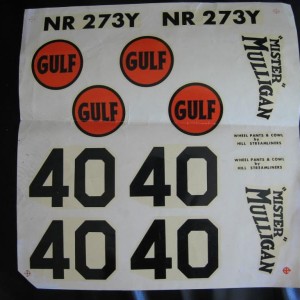 NR 273Y
NR 273Y
GULF
GULF
GULF
GULF
"MISTER"
MULLIGAN
WHEEL PANTS & COWL
by
HILL STREAMLINERS
WHEEL PANTS & COWL
by
HILL STREAMLINERS
"MISTER"
MULLIGAN
40
40
40
40